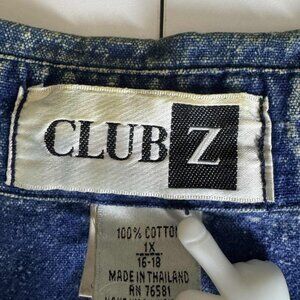 CLUB Z
100% COTTON
1X
16-18
MADE IN THAILAND
RN 76581